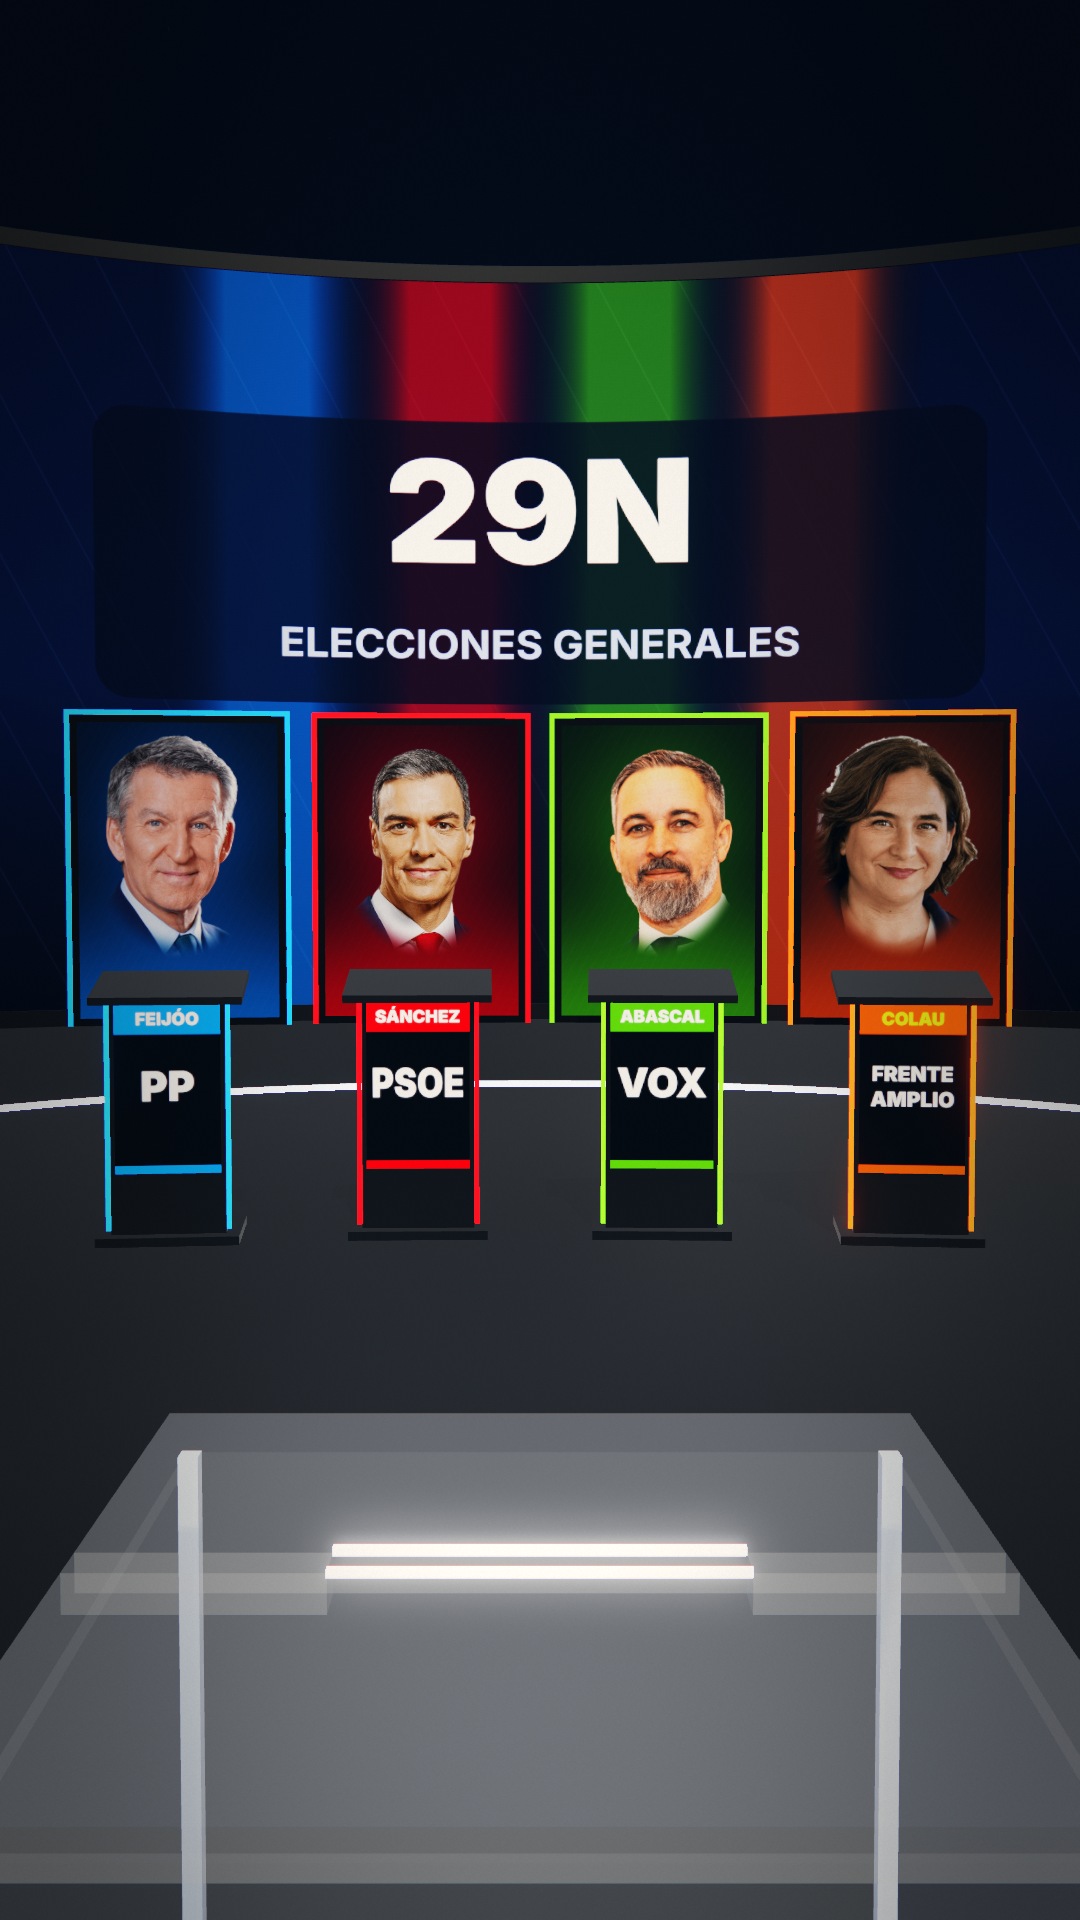 29N
ELECCIONES GENERALES
FEIJÓO
SÁNCHEZ
ABASCAL
COLAU
PP
PSOE
VOX
FRENTE
AMPLIO